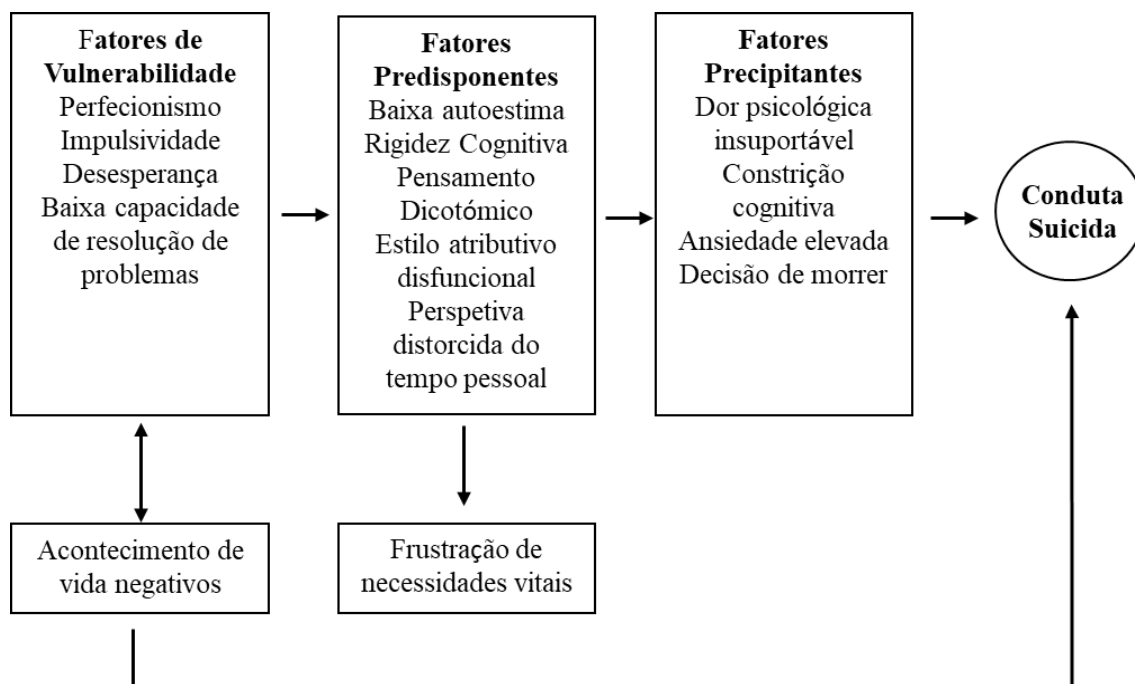 Fatores de
Vulnerabilidade
Perfecionismo
Impulsividade
Desesperança
Baixa capacidade
de resolução de
problemas
Fatores
Predisponentes
Baixa autoestima
Rigidez Cognitiva
Pensamento
Dicotómico
Estilo atributivo
disfuncional
Perspetiva
distorcida do
tempo pessoal
Fatores
Precipitantes
Dor psicológica
insuportável
Constrição
cognitiva
Ansiedade elevada
Decisão de morrer
Conduta
Suicida
Acontecimento de
vida negativos
Frustração de
necessidades vitais